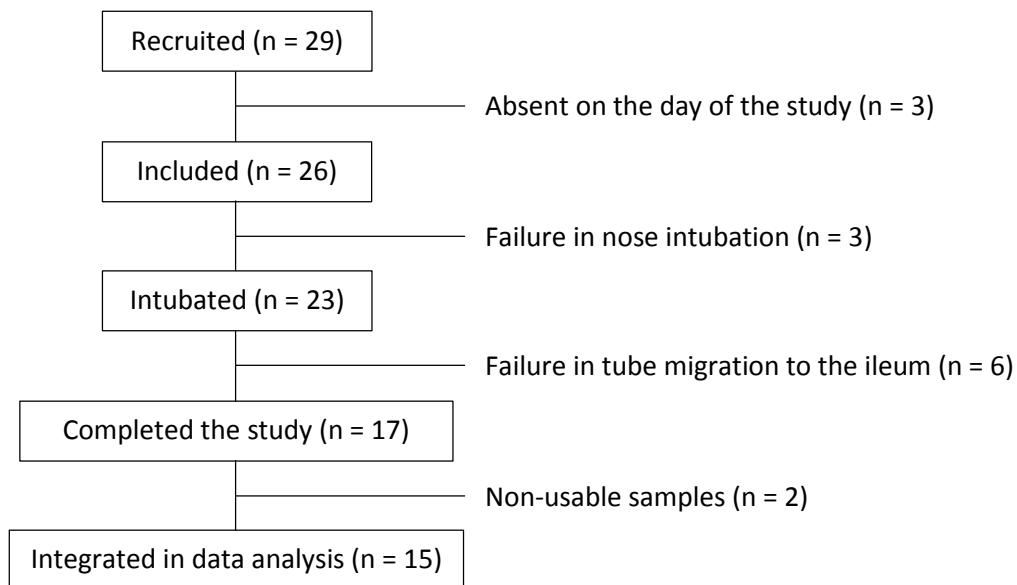 Recruited (n = 29)
Absent on the day of the study (n = 3)
Included (n = 26)
Failure in nose intubation (n = 3)
Intubated (n = 23)
Failure in tube migration to the ileum (n = 6)
Completed the study (n = 17)
Non-usable samples (n = 2)
Integrated in data analysis (n = 15)